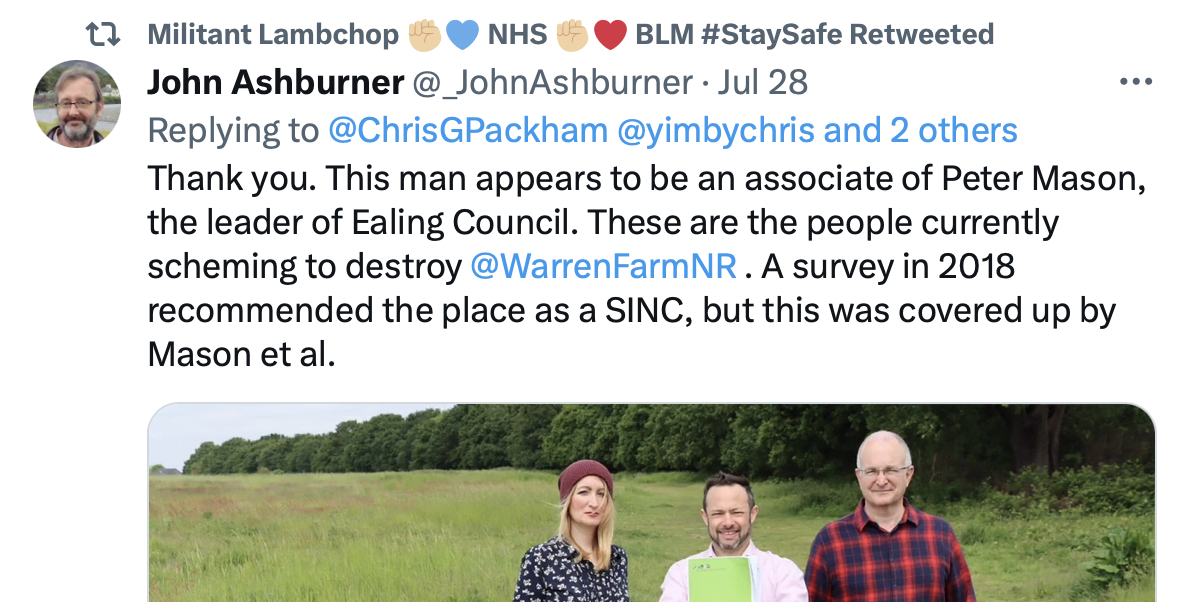 Militant Lambchop ✊🏼💙 NHS ✊🏼❤️ BLM #StaySafe Retweeted
John Ashburner @_JohnAshburner · Jul 28
Replying to @ChrisGPackham @yimbychris and 2 others
Thank you. This man appears to be an associate of Peter Mason,
the leader of Ealing Council. These are the people currently
scheming to destroy @WarrenFarmNR . A survey in 2018
recommended the place as a SINC, but this was covered up by
Mason et al.